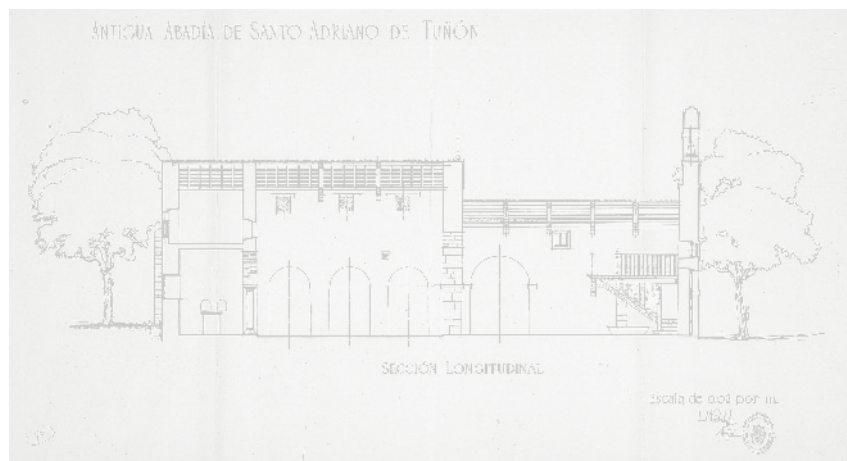 ANTIGUA ABADÍA DE SANTO ADRIANO DE TUÑÓN
SECCIÓN LONGITUDINAL
Escala de 0.02 por m.